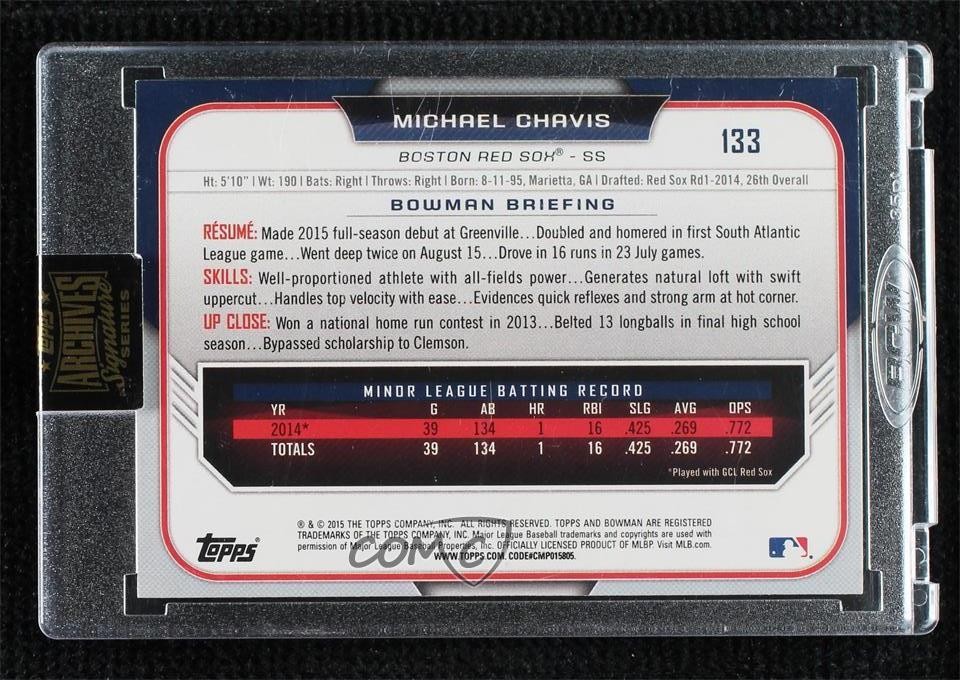 MICHAEL CHAVIS
133
BOSTON RED SOX® - SS
Ht: 5'10" | Wt: 190 | Bats: Right | Throws: Right | Born: 8-11-95, Marietta, GA | Drafted: Red Sox Rd1-2014, 26th Overall
BOWMAN BRIEFING
RÉSUMÉ: Made 2015 full-season debut at Greenville...Doubled and homered in first South Atlantic
League game...Went deep twice on August 15...Drove in 16 runs in 23 July games.
SKILLS: Well-proportioned athlete with all-fields power...Generates natural loft with swift
uppercut...Handles top velocity with ease...Evidences quick reflexes and strong arm at hot corner.
UP CLOSE: Won a national home run contest in 2013...Belted 13 longballs in final high school
season...Bypassed scholarship to Clemson.
MINOR LEAGUE BATTING RECORD
YR G AB HR RBI SLG AVG OPS
2014* 39 134 1 16 .425 .269 .772
TOTALS 39 134 1 16 .425 .269 .772
*Played with GCL Red Sox
® & © 2015 THE TOPPS COMPANY, INC. ALL RIGHTS RESERVED. TOPPS AND BOWMAN ARE REGISTERED
TRADEMARKS OF THE TOPPS COMPANY, INC. Major League Baseball trademarks and copyrights are used with
permission of Major League Baseball Properties, Inc. OFFICIALLY LICENSED PRODUCT OF MLBP. Visit MLB.com.
WWW.TOPPS.COM. CODE#CMP015805.
topps®
COMC
TOPPS
ARCHIVES
Signature
SERIES
BCW